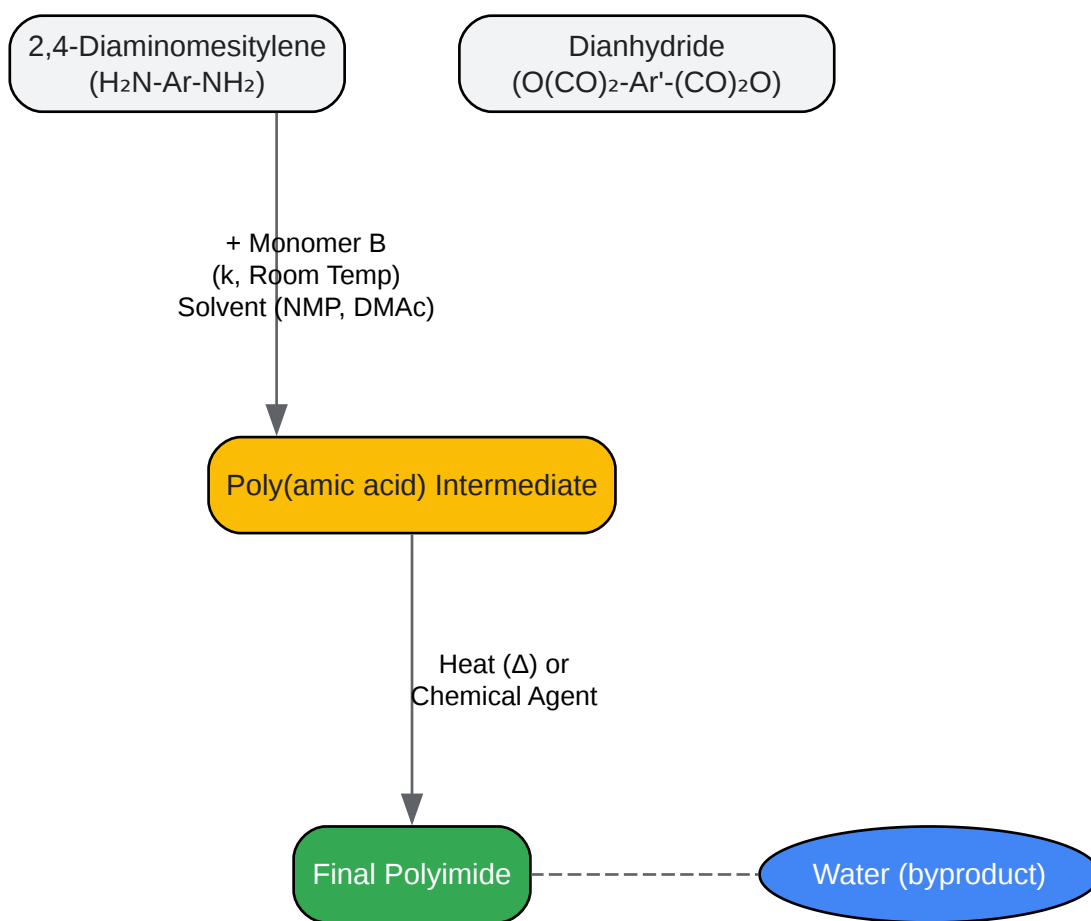 2,4-Diaminomesitylene
(H₂N-Ar-NH₂)
Dianhydride
(O(CO)₂-Ar'-(CO)₂O)
+ Monomer B
(k, Room Temp)
Solvent (NMP, DMAc)
Poly(amic acid) Intermediate
Heat (Δ) or
Chemical Agent
Final Polyimide
Water (byproduct)